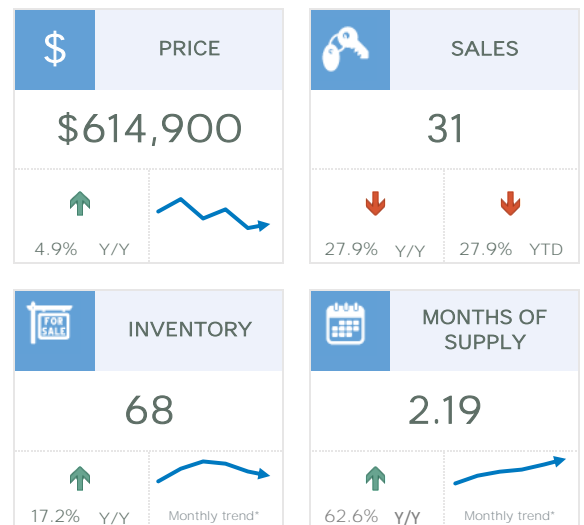 $
PRICE
$614,900
4.9% Y/Y
SALES
31
27.9% Y/Y
27.9% YTD
FOR
SALE
INVENTORY
68
17.2% Y/Y
Monthly trend*
MONTHS OF
SUPPLY
2.19
62.6% Y/Y
Monthly trend*